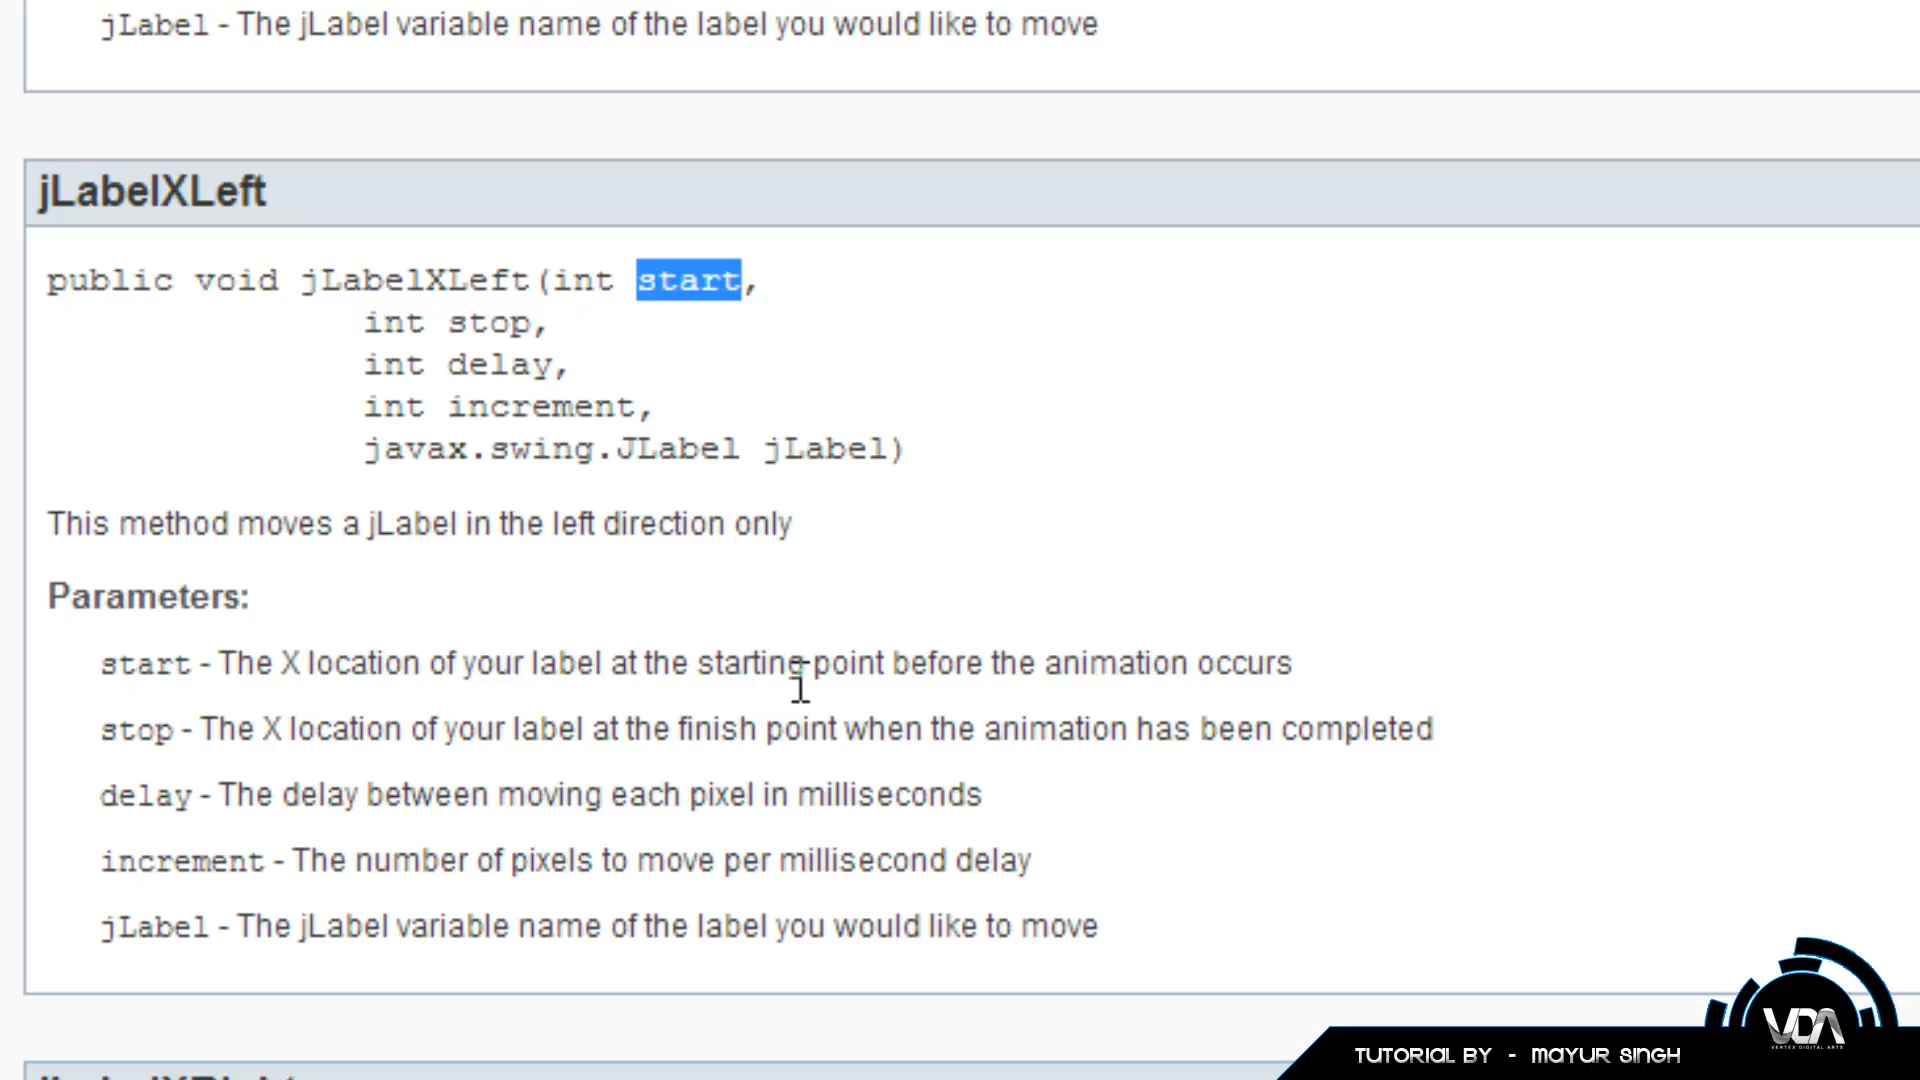 jLabel - The jLabel variable name of the label you would like to move
jLabelXLeft
public void jLabelXLeft(int start,
int stop,
int delay,
int increment,
javax.swing.JLabel jLabel)
This method moves a jLabel in the left direction only
Parameters:
start - The X location of your label at the starting point before the animation occurs
stop - The X location of your label at the finish point when the animation has been completed
delay - The delay between moving each pixel in milliseconds
increment - The number of pixels to move per millisecond delay
jLabel - The jLabel variable name of the label you would like to move
VDA
VERTEX DIGITAL ARTS
TUTORIAL BY - MAYUR SINGH